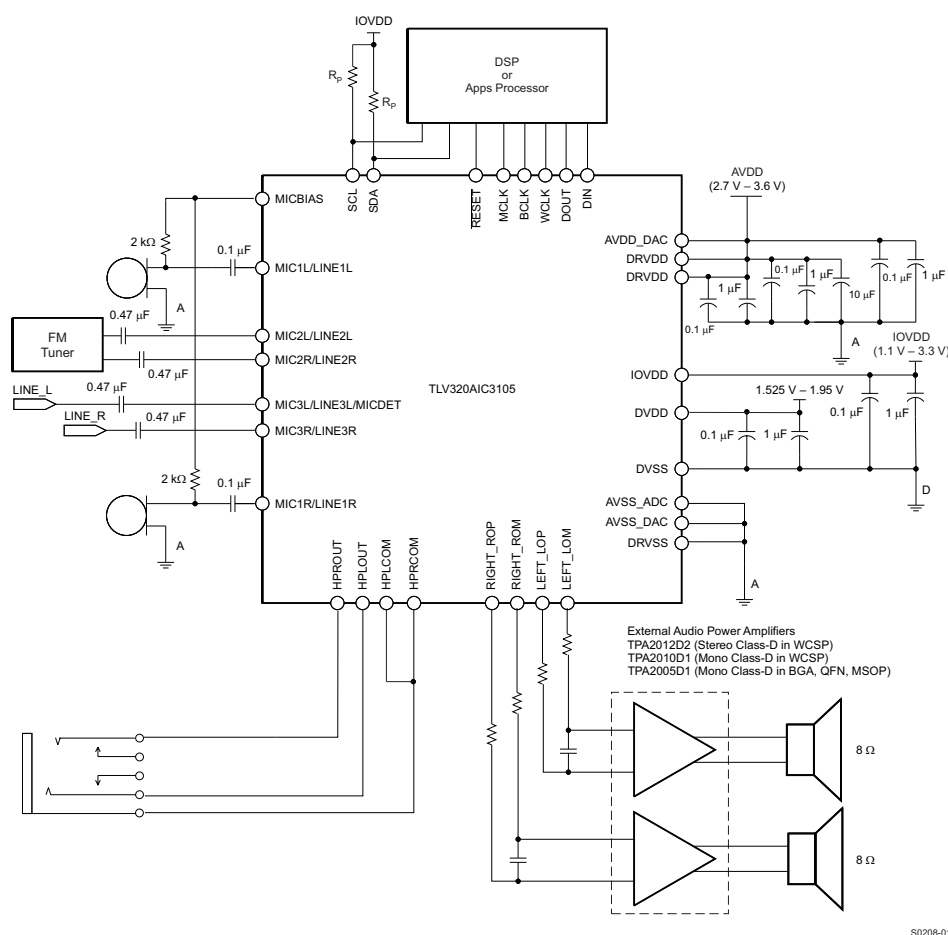 IOVDD
R_P
R_P
DSP
or
Apps Processor
SCL
SDA
RESET
MCLK
BCLK
WCLK
DOUT
DIN
MICBIAS
2 kΩ
0.1 μF
MIC1L/LINE1L
A
0.47 μF
FM
Tuner
MIC2L/LINE2L
MIC2R/LINE2R
0.47 μF
LINE_L
0.47 μF
MIC3L/LINE3L/MICDET
LINE_R
0.47 μF
MIC3R/LINE3R
2 kΩ
0.1 μF
MIC1R/LINE1R
A
TLV320AIC3105
AVDD
(2.7 V – 3.6 V)
AVDD_DAC
DRVDD
DRVDD
0.1 μF
1 μF
0.1 μF
1 μF
10 μF
0.1 μF
1 μF
A
IOVDD
(1.1 V – 3.3 V)
IOVDD
1.525 V – 1.95 V
DVDD
0.1 μF
1 μF
0.1 μF
1 μF
DVSS
D
AVSS_ADC
AVSS_DAC
DRVSS
A
HPROUT
HPLOUT
HPLCOM
HPRCOM
RIGHT_ROP
RIGHT_ROM
LEFT_LOP
LEFT_LOM
External Audio Power Amplifiers
TPA2012D2 (Stereo Class-D in WCSP)
TPA2010D1 (Mono Class-D in WCSP)
TPA2005D1 (Mono Class-D in BGA, QFN, MSOP)
8 Ω
8 Ω